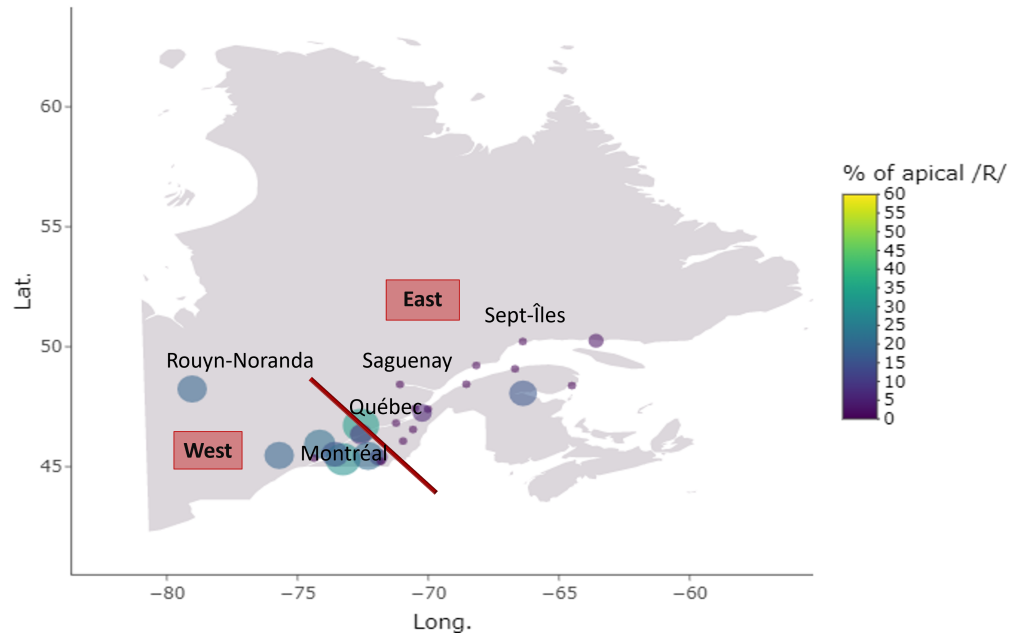 % of apical /R/
60
55
50
45
40
35
30
25
20
15
10
5
0
Lat.
60
55
50
45
East
Sept-Îles
Rouyn-Noranda
Saguenay
Québec
West
Montréal
−80
−75
−70
−65
−60
Long.